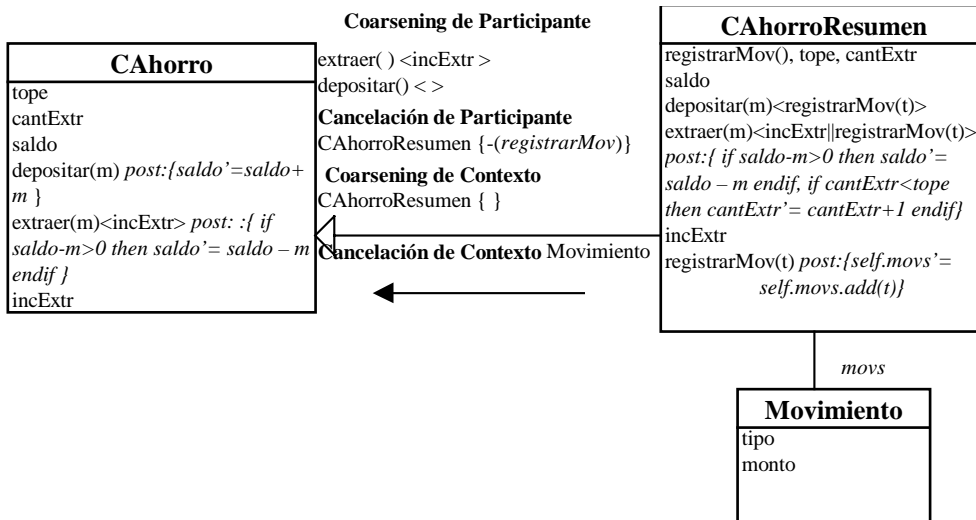 CAhorro
tope
cantExtr
saldo
depositar(m) post:{saldo’=saldo+
m }
extraer(m)<incExtr> post: :{ if
saldo-m>0 then saldo’= saldo – m
endif }
incExtr
Coarsening de Participante
extraer( ) <incExtr >
depositar() < >
Cancelación de Participante
CAhorroResumen {-(registrarMov)}
Coarsening de Contexto
CAhorroResumen { }
Cancelación de Contexto Movimiento
CAhorroResumen
registrarMov(), tope, cantExtr
saldo
depositar(m)<registrarMov(t)>
extraer(m)<incExtr||registrarMov(t)>
post:{ if saldo-m>0 then saldo’=
saldo – m endif, if cantExtr<tope
then cantExtr’= cantExtr+1 endif}
incExtr
registrarMov(t) post:{self.movs’=
self.movs.add(t)}
movs
Movimiento
tipo
monto